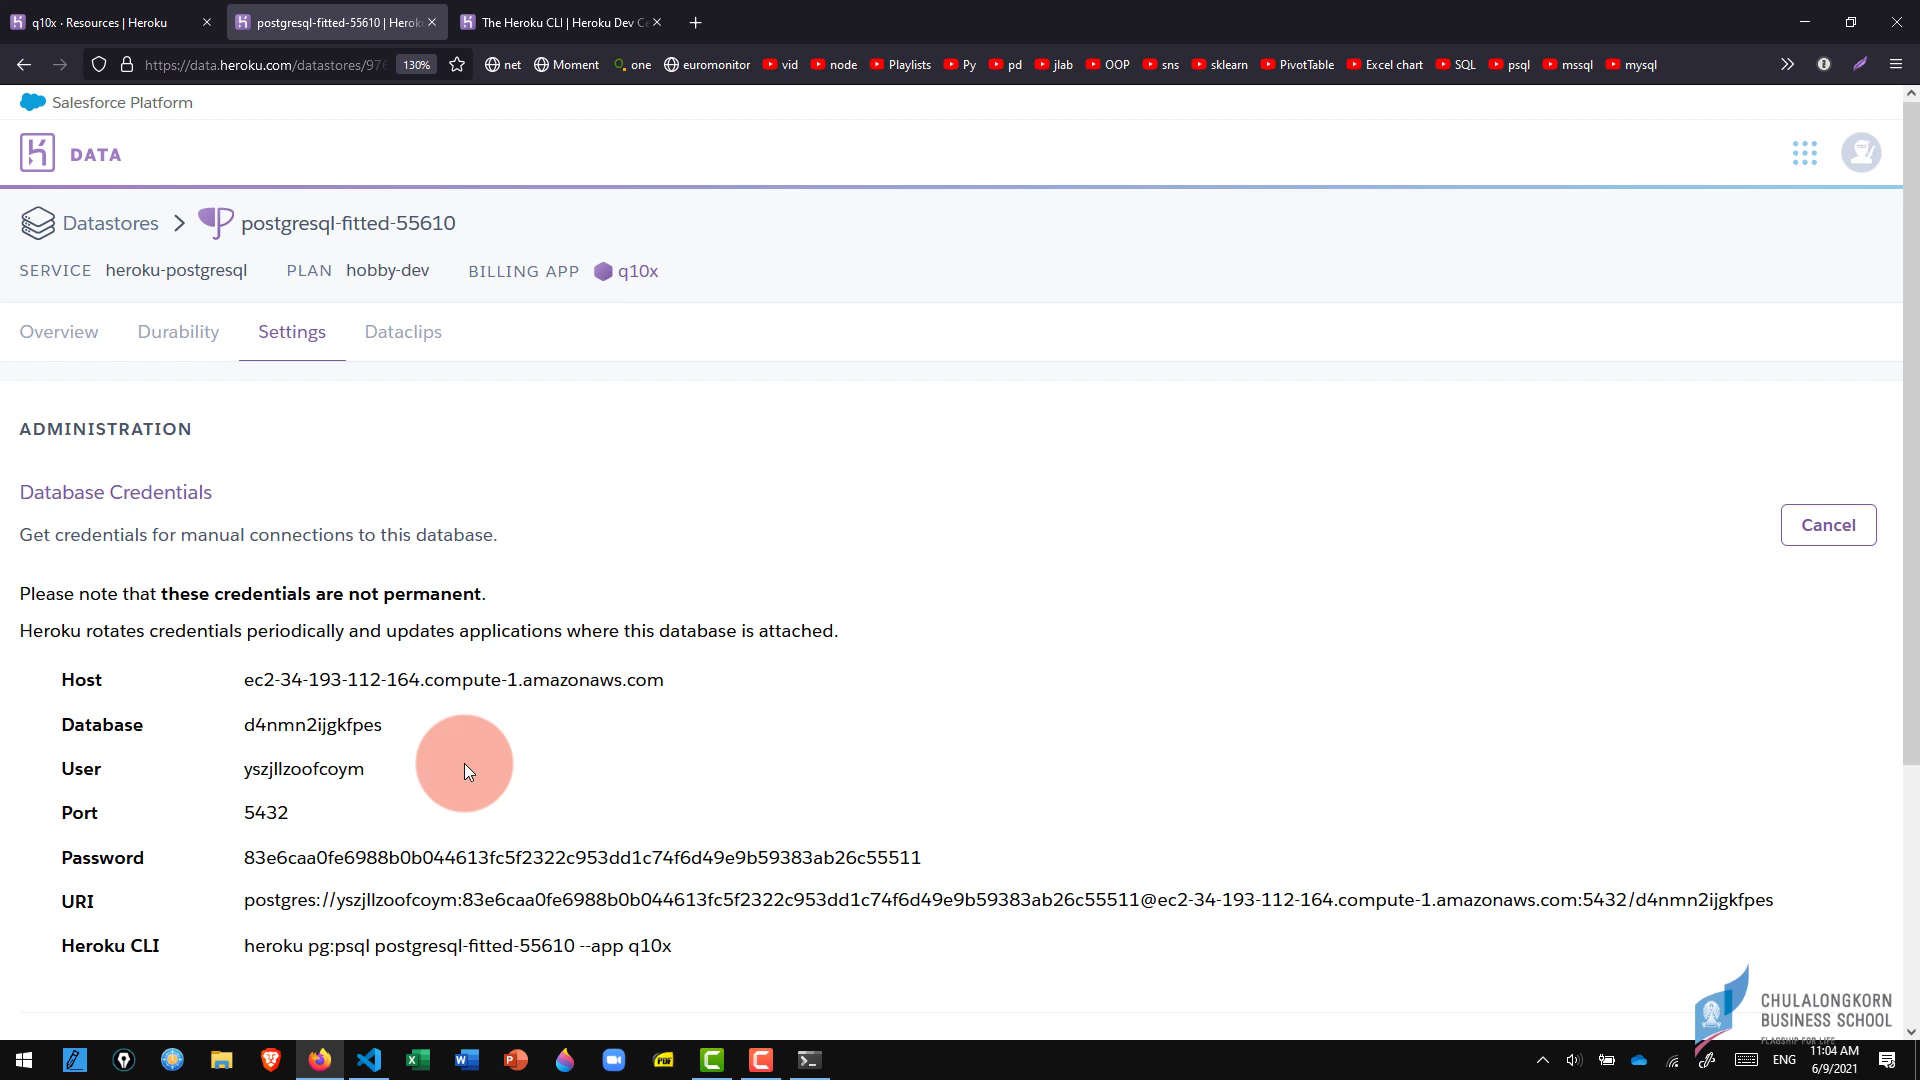 q10x · Resources | Heroku
postgresql-fitted-55610 | Heroku
The Heroku CLI | Heroku Dev Ce
https://data.heroku.com/datastores/976
130%
net
Moment
one
euromonitor
vid
node
Playlists
Py
pd
jlab
OOP
sns
sklearn
PivotTable
Excel chart
SQL
psql
mssql
mysql
Salesforce Platform
DATA
Datastores
postgresql-fitted-55610
SERVICE heroku-postgresql PLAN hobby-dev BILLING APP q10x
Overview Durability Settings Dataclips
ADMINISTRATION
Database Credentials
Get credentials for manual connections to this database.
Cancel
Please note that these credentials are not permanent.
Heroku rotates credentials periodically and updates applications where this database is attached.
Host ec2-34-193-112-164.compute-1.amazonaws.com
Database d4nmn2ijgkfpes
User yszjllzoofcoym
Port 5432
Password 83e6caa0fe6988b0b044613fc5f2322c953dd1c74f6d49e9b59383ab26c55511
URI postgres://yszjllzoofcoym:83e6caa0fe6988b0b044613fc5f2322c953dd1c74f6d49e9b59383ab26c55511@ec2-34-193-112-164.compute-1.amazonaws.com:5432/d4nmn2ijgkfpes
Heroku CLI heroku pg:psql postgresql-fitted-55610 --app q10x
CHULALONGKORN
BUSINESS SCHOOL
FLAGSHIP FOR LIFE
PDF
ENG
11:04 AM
6/9/2021